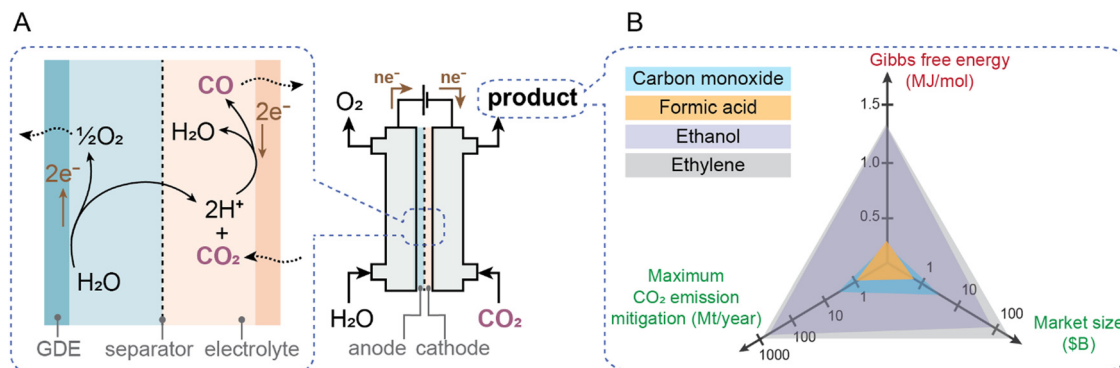 A
CO
2e⁻
H₂O
½O₂
2e⁻
2H⁺
+
CO₂
H₂O
GDE
separator
electrolyte
ne⁻
ne⁻
O₂
product
H₂O
CO₂
anode
cathode
B
Carbon monoxide
Formic acid
Ethanol
Ethylene
Gibbs free energy
(MJ/mol)
1.5
1.0
0.5
1
10
100
Market size
($B)
Maximum
CO₂ emission
mitigation (Mt/year)
1
10
100
1000